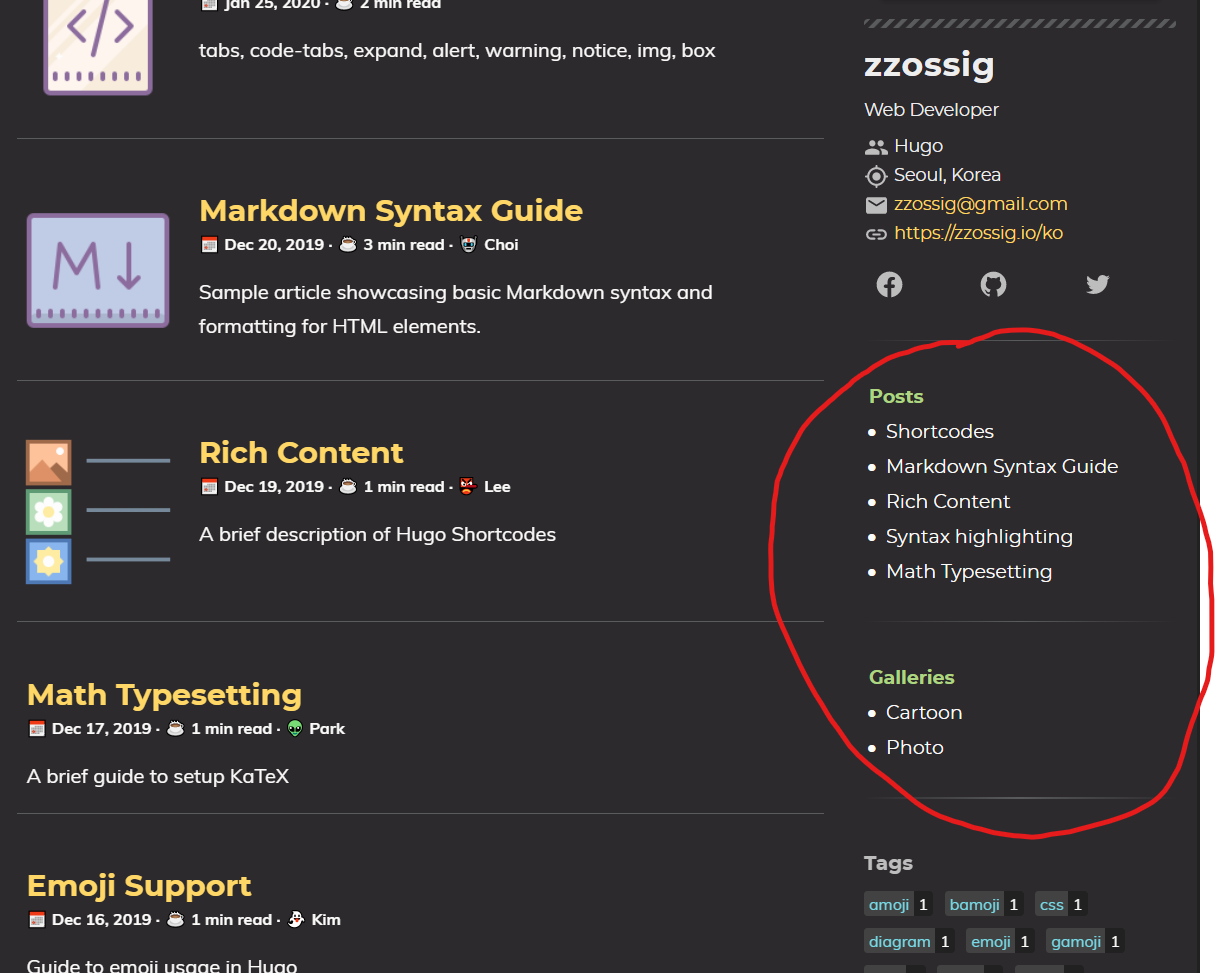 Jan 25, 2020 · 2 min read
tabs, code-tabs, expand, alert, warning, notice, img, box
M↓
Markdown Syntax Guide
Dec 20, 2019 · 3 min read · Choi
Sample article showcasing basic Markdown syntax and
formatting for HTML elements.
Rich Content
Dec 19, 2019 · 1 min read · Lee
A brief description of Hugo Shortcodes
Math Typesetting
Dec 17, 2019 · 1 min read · Park
A brief guide to setup KaTeX
Emoji Support
Dec 16, 2019 · 1 min read · Kim
Guide to emoji usage in Hugo
zzossig
Web Developer
Hugo
Seoul, Korea
zzossig@gmail.com
https://zzossig.io/ko
Posts
• Shortcodes
• Markdown Syntax Guide
• Rich Content
• Syntax highlighting
• Math Typesetting
Galleries
• Cartoon
• Photo
Tags
amoji 1 bamoji 1 css 1
diagram 1 emoji 1 gamoji 1